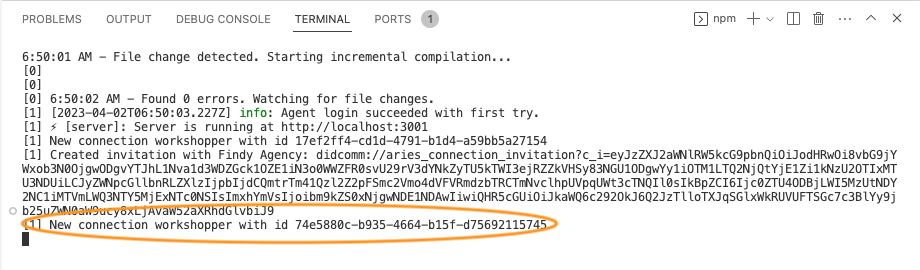 PROBLEMS OUTPUT DEBUG CONSOLE TERMINAL PORTS 1 npm
6:50:01 AM – File change detected. Starting incremental compilation...
[0]
[0]
[0] 6:50:02 AM – Found 0 errors. Watching for file changes.
[1] [2023-04-02T06:50:03.227Z] info: Agent login succeeded with first try.
[1] ⚡ [server]: Server is running at http://localhost:3001
[1] New connection workshopper with id 17ef2ff4-cd1d-4791-b1d4-a59bb5a27154
[1] Created invitation with Findy Agency: didcomm://aries_connection_invitation?c_i=eyJzZXJ2aWNlRW5kcG9pbnQiOiJodHRwOi8vbG9jY
[1] New connection workshopper with id 74e5880c-b935-4664-b15f-d75692115745